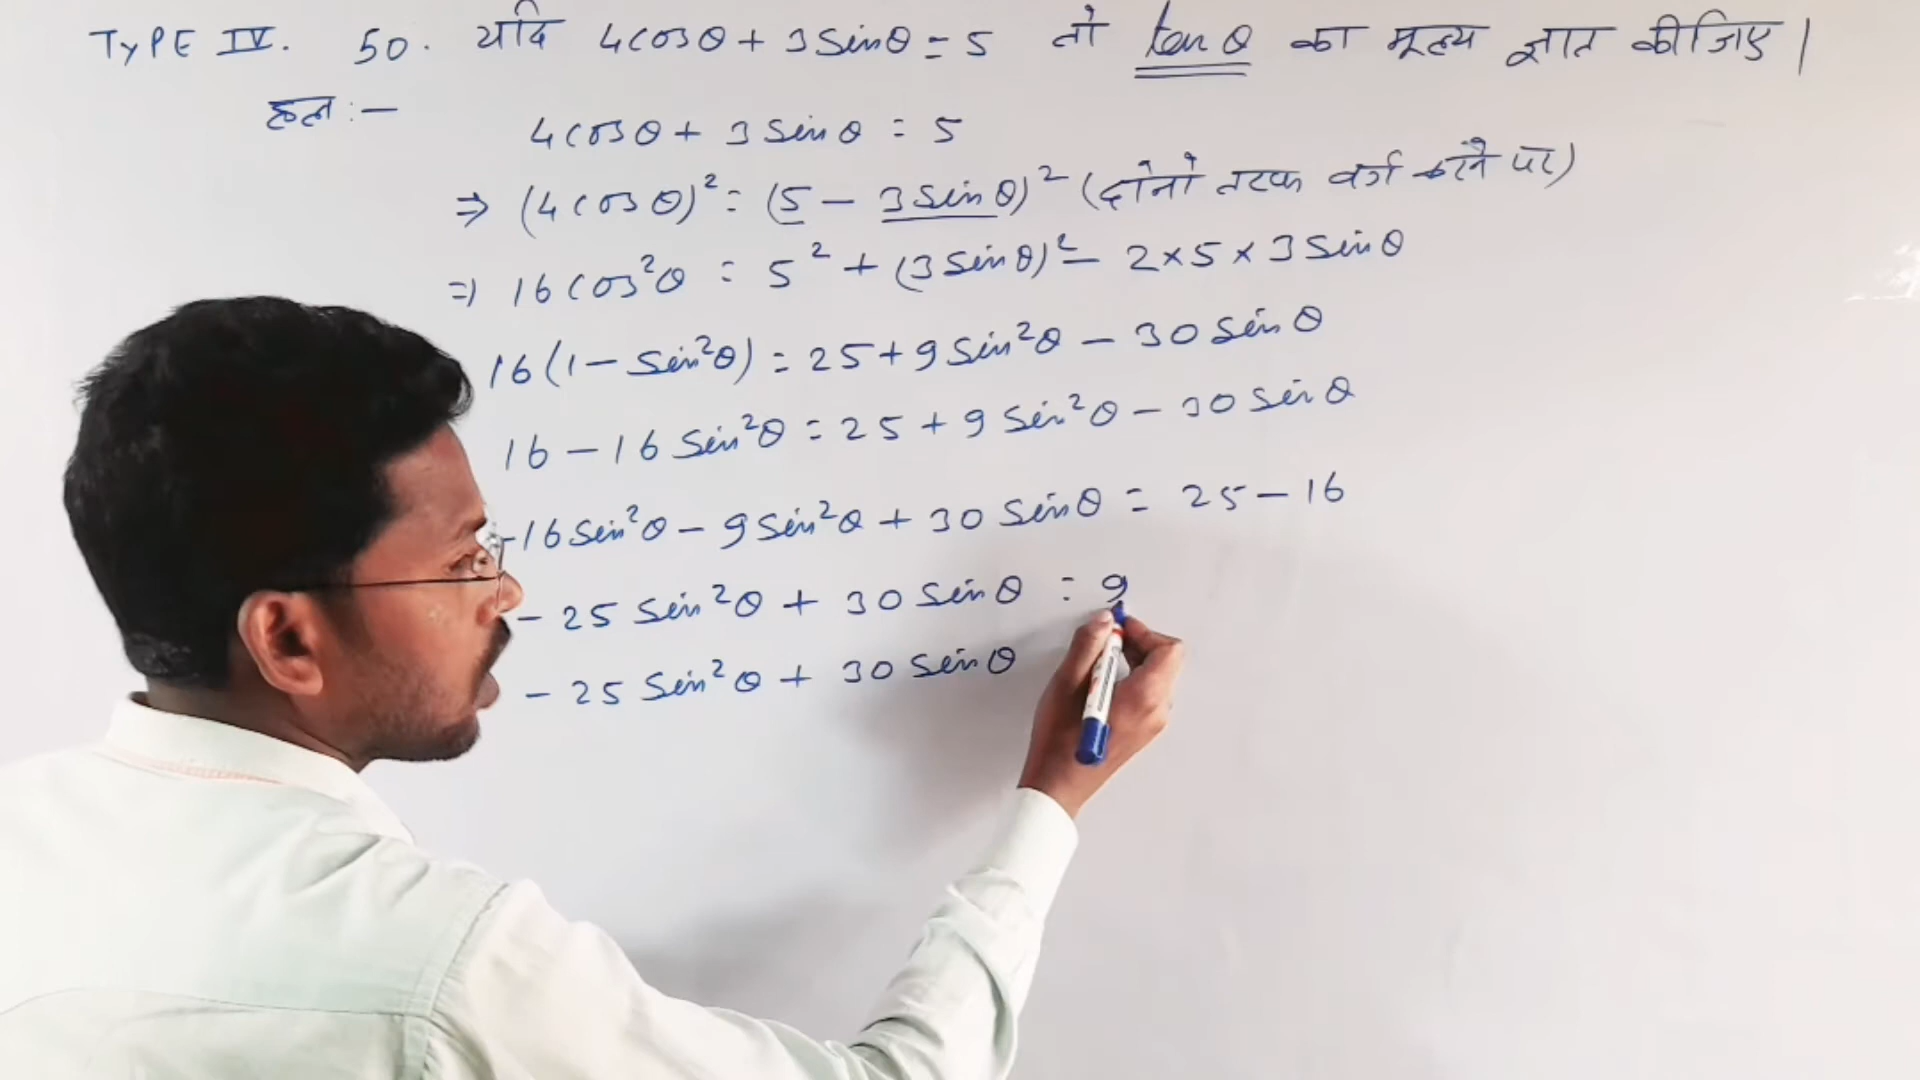 TYPE IV. 50. यदि 4cosθ + 3sinθ = 5 तो tanθ का मूल्य ज्ञात कीजिए।
हल :-
4cosθ + 3sinθ = 5
⇒ (4cosθ)² = (5 - 3sinθ)² (दोनों तरफ वर्ग करने पर)
⇒ 16cos²θ = 5² + (3sinθ)² - 2×5×3sinθ
16(1-sin²θ) = 25+9sin²θ - 30sinθ
16 - 16sin²θ = 25 + 9sin²θ - 30sinθ
-16sin²θ - 9sin²θ + 30sinθ = 25 - 16
- 25sin²θ + 30sinθ = 9
- 25sin²θ + 30sinθ